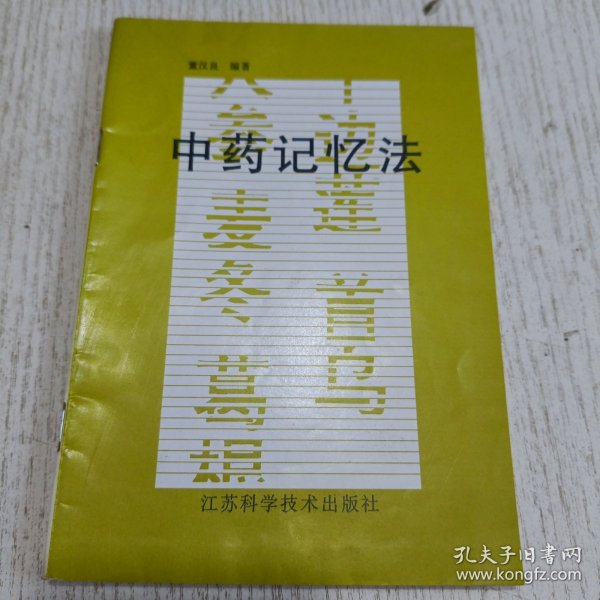 董汉良 编著
中药记忆法
江苏科学技术出版社
孔夫子旧书网
www.kongfz.com